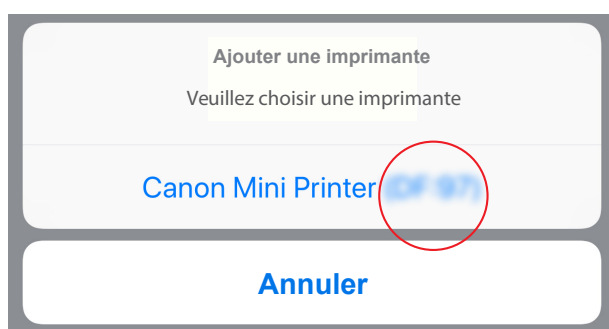 Ajouter une imprimante
Veuillez choisir une imprimante
Canon Mini Printer
Annuler